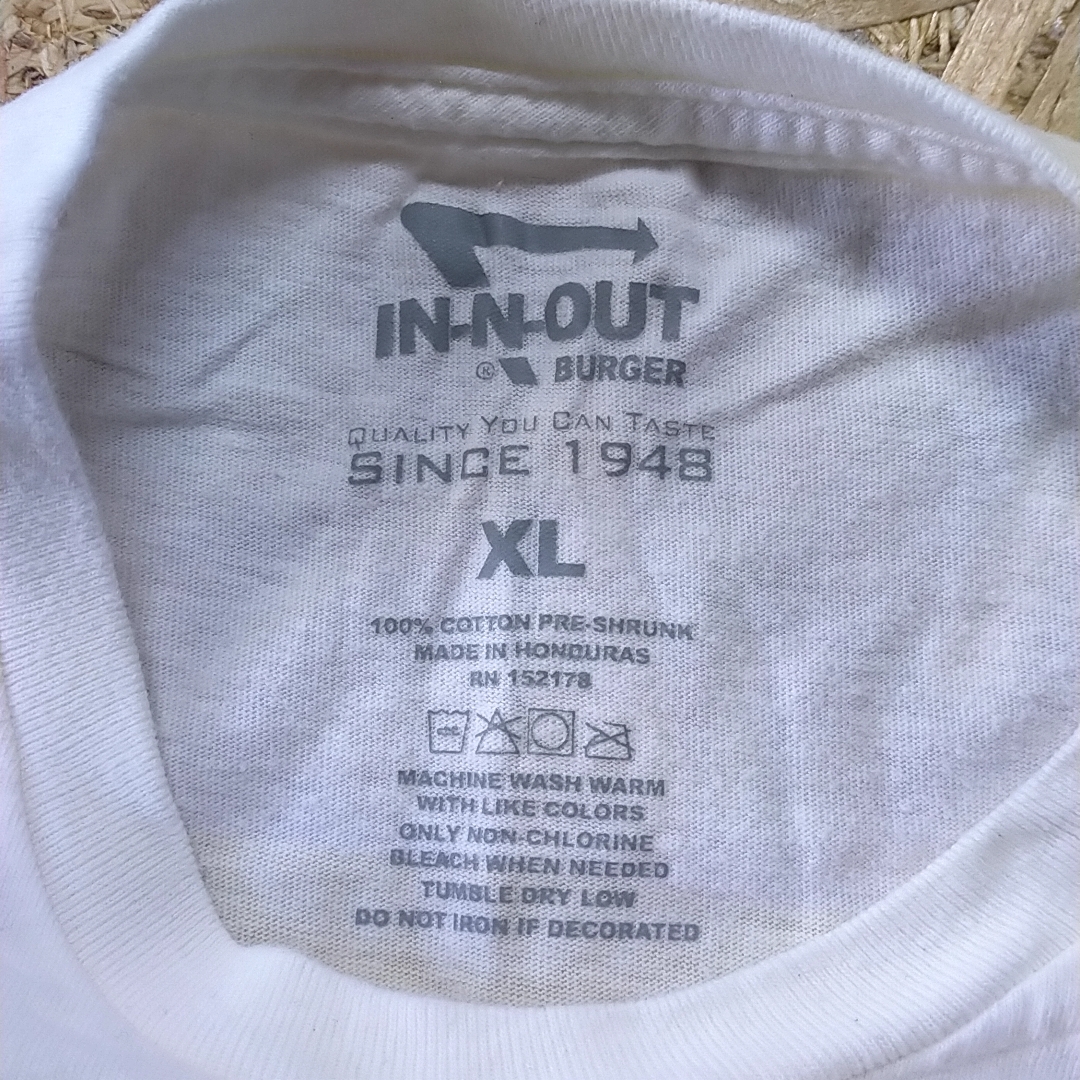 IN-N-OUT
® BURGER
QUALITY YOU CAN TASTE
SINCE 1948
XL
100% COTTON PRE-SHRUNK
MADE IN HONDURAS
RN 152178
MACHINE WASH WARM
WITH LIKE COLORS
ONLY NON-CHLORINE
BLEACH WHEN NEEDED
TUMBLE DRY LOW
DO NOT IRON IF DECORATED